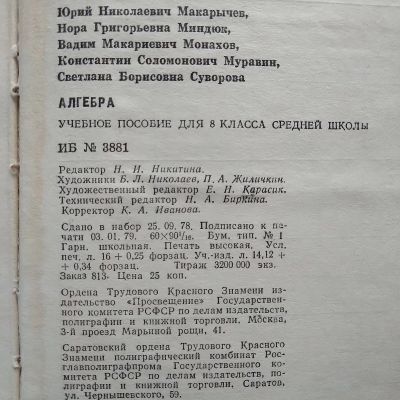 Юрий Николаевич Макарычев,
Нора Григорьевна Миндюк,
Вадим Макариевич Монахов,
Константин Соломонович Муравин,
Светлана Борисовна Суворова
АЛГЕБРА
УЧЕБНОЕ ПОСОБИЕ ДЛЯ 8 КЛАССА СРЕДНЕЙ ШКОЛЫ
ИБ № 3881
Редактор Н. И. Никитина.
Художники Б. Л. Николаев, П. А. Жиличкин.
Художественный редактор Е. Н. Карасик.
Технический редактор Н. А. Биркина.
Корректор К. А. Иванова.
Сдано в набор 25. 09. 78. Подписано к пе-
чати 03. 01. 79. 60×90¹/₁₆. Бум. тип. № 1
Гарн. школьная. Печать высокая. Усл.
печ. л. 16 + 0,25 форзац. Уч.-изд. л. 14,12 +
+ 0,34 форзац. Тираж 3200 000 экз.
Заказ 813. Цена 25 коп.
Ордена Трудового Красного Знамени из-
дательство «Просвещение» Государствен-
ного комитета РСФСР по делам издательств,
полиграфии и книжной торговли. Москва,
3-й проезд Марьиной рощи, 41.
Саратовский ордена Трудового Красного
Знамени полиграфический комбинат Рос-
главполиграфпрома Государственного ко-
митета РСФСР по делам издательств, по-
лиграфии и книжной торговли. Саратов,
ул. Чернышевского, 59.